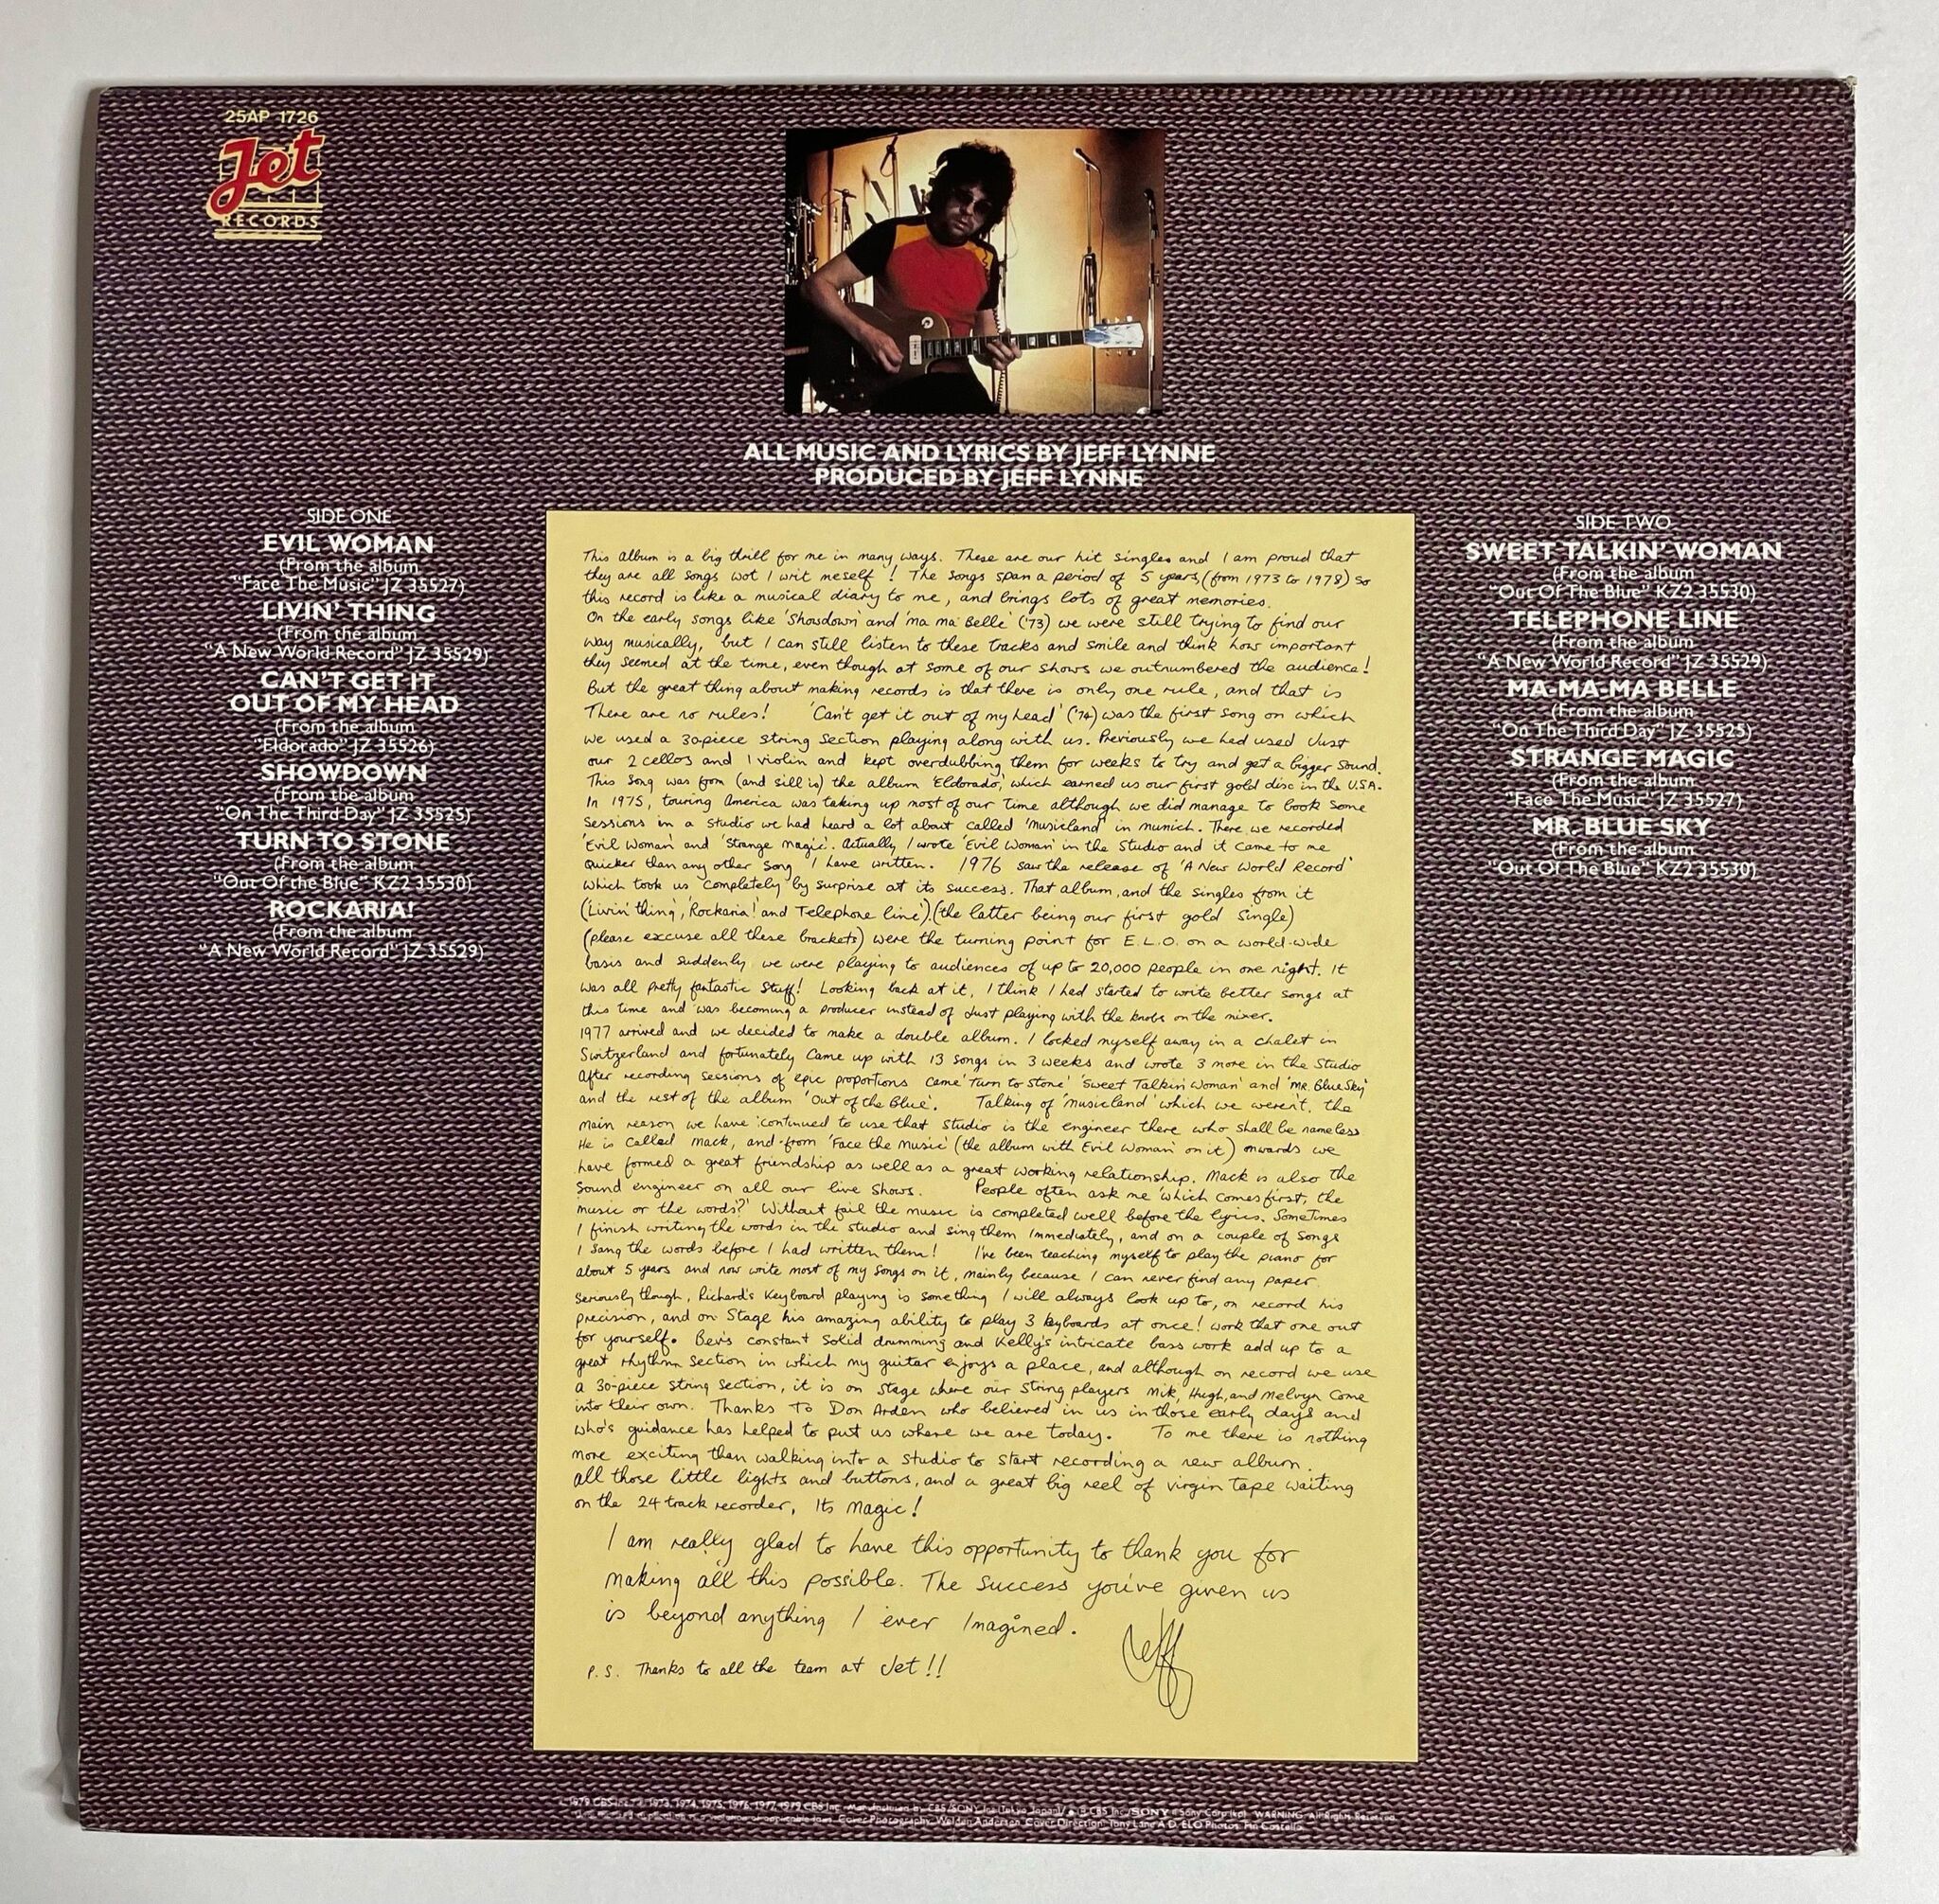 25AP 1726
Jet
RECORDS
ALL MUSIC AND LYRICS BY JEFF LYNNE
PRODUCED BY JEFF LYNNE
SIDE ONE
EVIL WOMAN
(From the album
"Face The Music" JZ 35527)
LIVIN' THING
(From the album
"A New World Record" JZ 35529)
CAN'T GET IT
OUT OF MY HEAD
(From the album
"Eldorado" JZ 35526)
SHOWDOWN
(From the album
"On The Third Day" JZ 35525)
TURN TO STONE
(From the album
"Out Of the Blue" KZ2 35530)
ROCKARIA!
(From the album
"A New World Record" JZ 35529)
This album is a big thrill for me in many ways. These are our hit singles and I am proud that
they are all songs wot I writ meself! The songs span a period of 5 years, (from 1973 to 1978) so
this record is like a musical diary to me, and brings lots of great memories.
On the early songs like 'Showdown' and 'ma ma Belle' ('73) we were still trying to find our
way musically, but I can still listen to these tracks and smile and think how important
they seemed at the time, even though at some of our shows we outnumbered the audience!
But the great thing about making records is that there is only one rule, and that is
There are no rules! 'Can't get it out of my head' ('74) was the first song on which
we used a 30 piece string section playing along with us. Previously we had used Just
our 2 cellos and 1 violin and kept overdubbing them for weeks to try and get a bigger sound.
This song was from (and sill is) the album 'Eldorado', which earned us our first gold disc in the U.S.A.
In 1975, touring America was taking up most of our time although we did manage to book some
sessions in a studio we had heard a lot about called 'Musicland' in Munich. There we recorded
'Evil Woman' and 'Strange Magic'. Actually I wrote 'Evil Woman' in the Studio and it came to me
quicker than any other song I have written. 1976 saw the release of 'A New World Record'
which took us completely by surprise at its success. That album, and the singles from it
('Livin' thing', 'Rockaria!' and Telephone line').(the latter being our first gold single)
(please excuse all these brackets) were the turning point for E.L.O. on a world-wide
basis and suddenly we were playing to audiences of up to 20,000 people in one night. It
was all pretty fantastic stuff! Looking back at it, I think I had started to write better songs at
this time and was becoming a producer instead of Just playing with the knobs on the mixer.
1977 arrived and we decided to make a double album. I locked myself away in a chalet in
Switzerland and fortunately came up with 13 songs in 3 weeks and wrote 3 more in the Studio
After recording sessions of epic proportions came 'Turn to Stone' 'Sweet Talkin Woman' and 'MR. Blue Sky'
and the rest of the album 'Out of the Blue'. Talking of 'Musicland' which we weren't, the
main reason we have continued to use that studio is the engineer there who shall be nameless
He is called Mack, and from 'Face the Music' (the album with Evil Woman on it) onwards we
have formed a great friendship as well as a great working relationship. Mack is also the
sound engineer on all our live shows. People often ask me 'which comes first, the
music or the words?' Without fail the music is completed well before the lyrics. Sometimes
I finish writing the words in the studio and sing them immediately, and on a couple of songs
I sang the words before I had written them! I've been teaching myself to play the piano for
about 5 years and now write most of my songs on it, mainly because I can never find any paper.
Seriously though, Richard's Keyboard playing is something I will always look up to, on record his
precision, and on Stage his amazing ability to play 3 keyboards at once! work that one out
for yourself. Bev's constant solid drumming and Kelly's intricate bass work add up to a
great rhythm section in which my guitar enjoys a place, and although on record we use
a 30-piece string section, it is on stage where our string players Mik, Hugh, and Melvyn come
into their own. Thanks to Don Arden who believed in us in those early days and
who's guidance has helped to put us where we are today. To me there is nothing
more exciting than walking into a studio to start recording a new album.
all those little lights and buttons, and a great big reel of virgin tape waiting
on the 24 track recorder, Its magic!
I am really glad to have this opportunity to thank you for
making all this possible. The success you've given us
is beyond anything I ever Imagined.
Jeff
P.S. Thanks to all the team at Jet!!
SIDE TWO
SWEET TALKIN' WOMAN
(From the album
"Out Of The Blue" KZ2 35530)
TELEPHONE LINE
(From the album
"A New World Record" JZ 35529)
MA-MA-MA BELLE
(From the album
"On The Third Day" JZ 35525)
STRANGE MAGIC
(From the album
"Face The Music" JZ 35527)
MR. BLUE SKY
(From the album
"Out Of The Blue" KZ2 35530)
1979 CBS Inc. 1973, 1974, 1975, 1976, 1977, 1979 CBS Inc. Manufactured by CBS/SONY Inc. (Tokyo, Japan) CBS Inc. SONY Sony Corp. WARNING: All Rights Reserved.
applicable laws. Cover Photography: Weldon Andersen. Cover Direction: Tony Lane A.D. ELO Photos: Fin Costello.